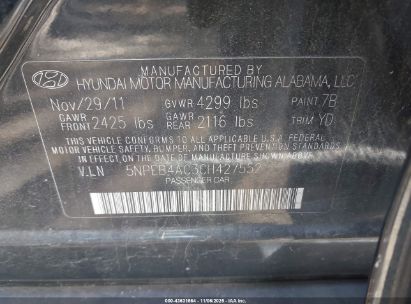 MANUFACTURED BY
HYUNDAI MOTOR MANUFACTURING ALABAMA, LLC
Nov/29/11 GVWR 4299 lbs PAINT 7B
GAWR FRONT 2425 lbs GAWR REAR 2116 lbs TRIM YD
THIS VEHICLE CONFORMS TO ALL APPLICABLE U.S.A. FEDERAL
MOTOR VEHICLE SAFETY, BUMPER, AND THEFT PREVENTION
STANDARDS IN EFFECT ON THE DATE OF MANUFACTURE SHOWN ABOVE
V.I.N 5NPEB4AC3CH427552
PASSENGER CAR